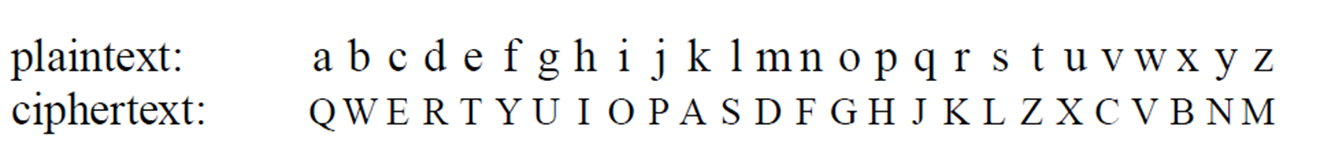 plaintext: a b c d e f g h i j k l m n o p q r s t u v w x y z
ciphertext: Q W E R T Y U I O P A S D F G H J K L Z X C V B N M